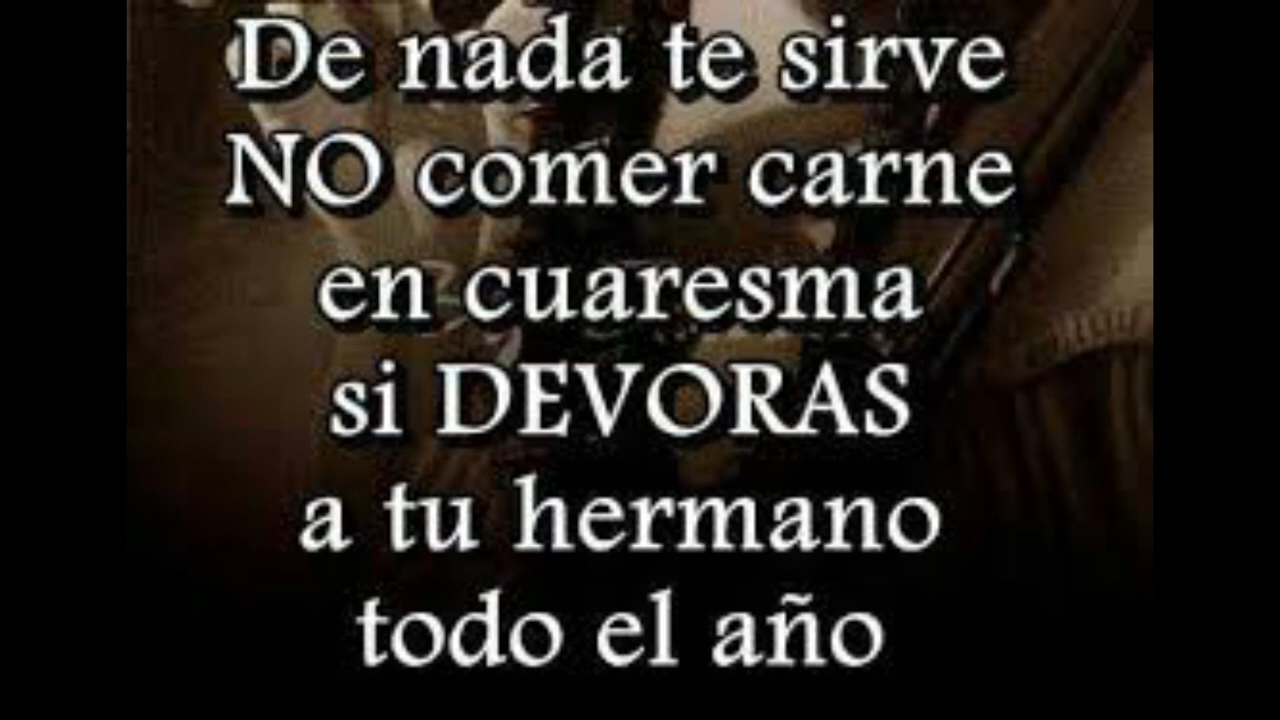 De nada te sirve
NO comer carne
en cuaresma
si DEVORAS
a tu hermano
todo el año